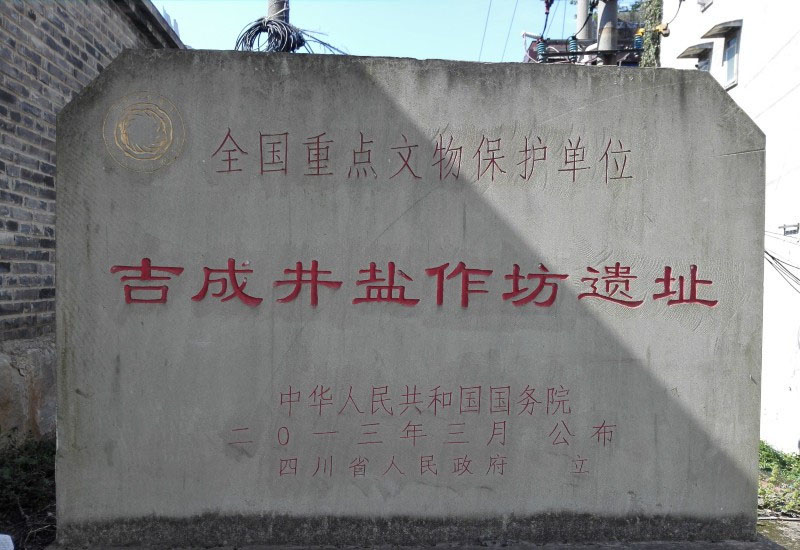 全国重点文物保护单位
吉成井盐作坊遗址
中华人民共和国国务院
二〇一三年三月 公布
四川省人民政府 立